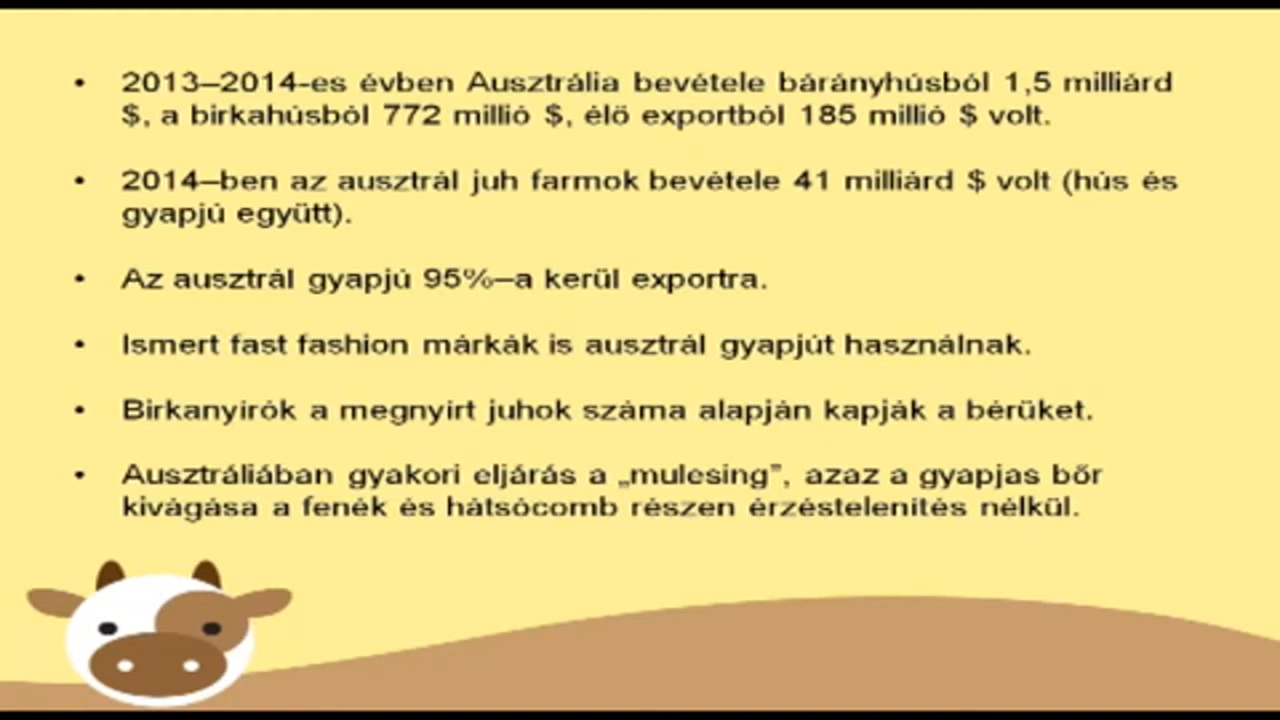 • 2013–2014-es évben Ausztrália bevétele bárányhúsból 1,5 milliárd
$, a birkahúsból 772 millió $, élő exportból 185 millió $ volt.
• 2014–ben az ausztrál juh farmok bevétele 41 milliárd $ volt (hús és
gyapjú együtt).
• Az ausztrál gyapjú 95%–a kerül exportra.
• Ismert fast fashion márkák is ausztrál gyapjút használnak.
• Birkanyírók a megnyírt juhok száma alapján kapják a bérüket.
• Ausztráliában gyakori eljárás a „mulesing”, azaz a gyapjas bőr
kivágása a fenék és hátsócomb részen érzéstelenítés nélkül.